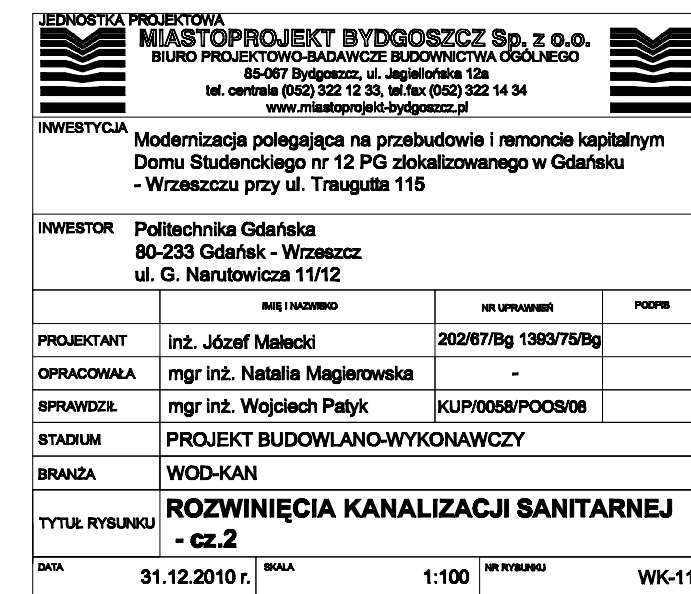 JEDNOSTKA PROJEKTOWA
MIASTOPROJEKT BYDGOSZCZ Sp. z o.o.
BIURO PROJEKTOWO-BADAWCZE BUDOWNICTWA OGÓLNEGO
85-067 Bydgoszcz, ul. Jagiellońska 12a
tel. centrala (052) 322 12 33, tel.fax (052) 322 14 34
www.miastoprojekt-bydgoszcz.pl
INWESTYCJA
Modernizacja polegająca na przebudowie i remoncie kapitalnym
Domu Studenckiego nr 12 PG zlokalizowanego w Gdańsku
- Wrzeszczu przy ul. Traugutta 115
INWESTOR
Politechnika Gdańska
80-233 Gdańsk - Wrzeszcz
ul. G. Narutowicza 11/12
IMIĘ I NAZWISKO NR UPRAWNIEŃ PODPIS
PROJEKTANT inż. Józef Małecki 202/67/Bg 1393/75/Bg
OPRACOWAŁA mgr inż. Natalia Magierowska -
SPRAWDZIŁ mgr inż. Wojciech Patyk KUP/0058/POOS/06
STADIUM PROJEKT BUDOWLANO-WYKONAWCZY
BRANŻA WOD-KAN
TYTUŁ RYSUNKU ROZWINIĘCIA KANALIZACJI SANITARNEJ
- cz.2
DATA 31.12.2010 r. SKALA 1:100 NR RYSUNKU WK-11